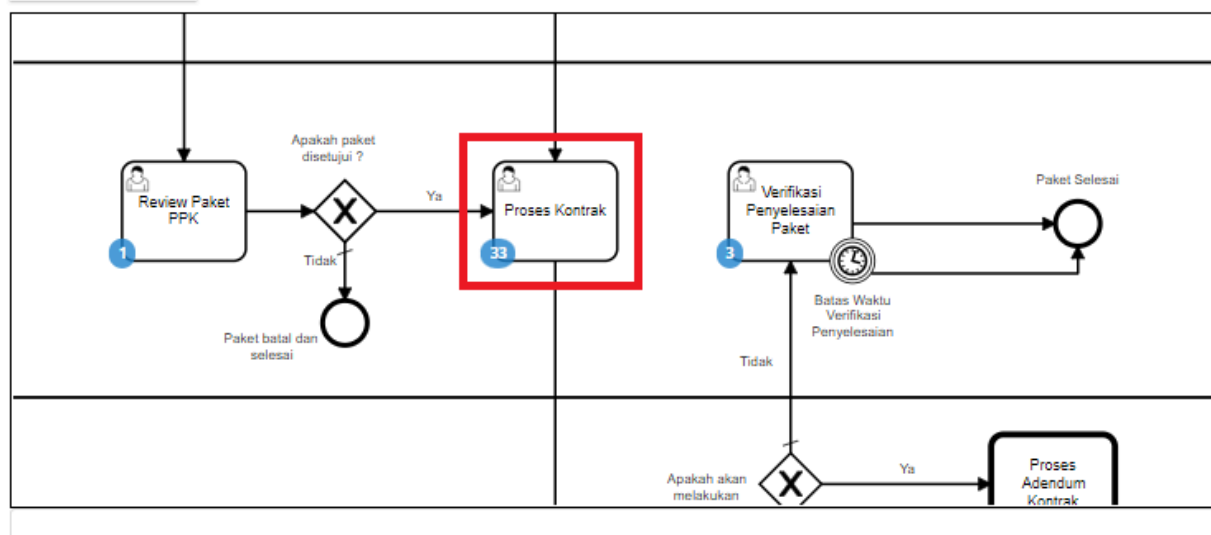 Apakah paket
disetujui ?
Review Paket
PPK
1
Ya
Tidak
Paket batal dan
selesai
Proses Kontrak
33
Verifikasi
Penyelesaian
Paket
3
Batas Waktu
Verifikasi
Penyelesaian
Paket Selesai
Tidak
Apakah akan
melakukan
Ya
Proses
Adendum
Kontrak